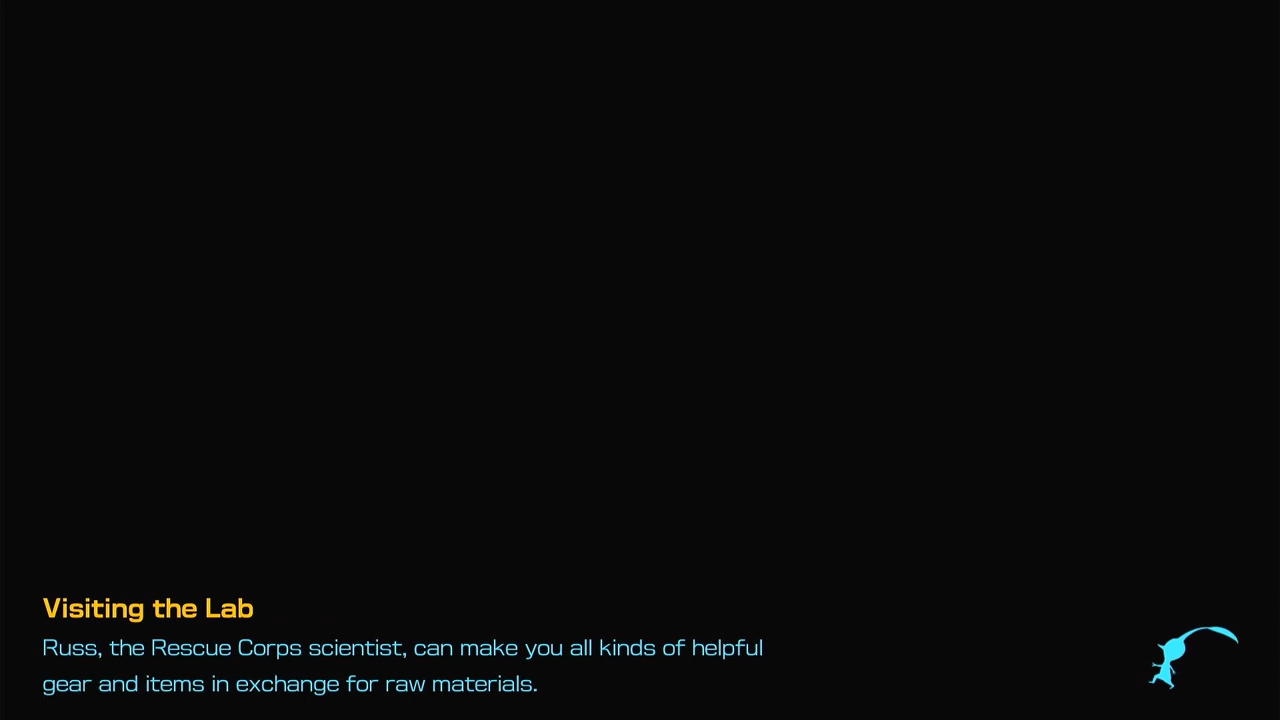 Visiting the Lab
Russ, the Rescue Corps scientist, can make you all kinds of helpful
gear and items in exchange for raw materials.